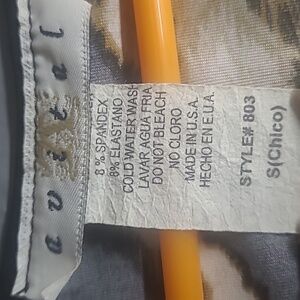 avital
8% SPANDEX
8% ELASTANO
COLD WATER WASH
LAVAR AGUA FRIA
DO NOT BLEACH
NO CLORO
MADE IN U.S.A.
HECHO EN E.U.A.
STYLE# 803
S(Chico)